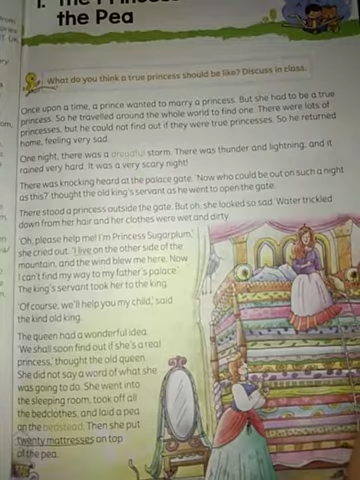 1. The Princess
the Pea
What do you think a true princess should be like? Discuss in class.
Once upon a time, a prince wanted to marry a princess. But she had to be a true
princess. So he travelled around the whole world to find one. There were lots of
princesses, but he could not find out if they were true princesses. So he returned
home, feeling very sad.
One night, there was a dreadful storm. There was thunder and lightning, and it
rained very hard. It was a very scary night!
There was knocking heard at the palace gate. 'Now who could be out on such a night
as this?' thought the old king's servant as he went to open the gate.
There stood a princess outside the gate. But oh, she looked so sad. Water trickled
down from her hair and her clothes were wet and dirty.
'Oh, please help me! I'm Princess Sugarplum,'
she cried out. 'I live on the other side of the
mountain, and the wind blew me here. Now
I can't find my way to my father's palace.'
The king's servant took her to the king.
'Of course, we'll help you my child,' said
the kind old king.
The queen had a wonderful idea.
'We shall soon find out if she's a real
princess,' thought the old queen.
She did not say a word of what she
was going to do. She went into
the sleeping room, took off all
the bedclothes, and laid a pea
on the bedstead. Then she put
twenty mattresses on top
of the pea.